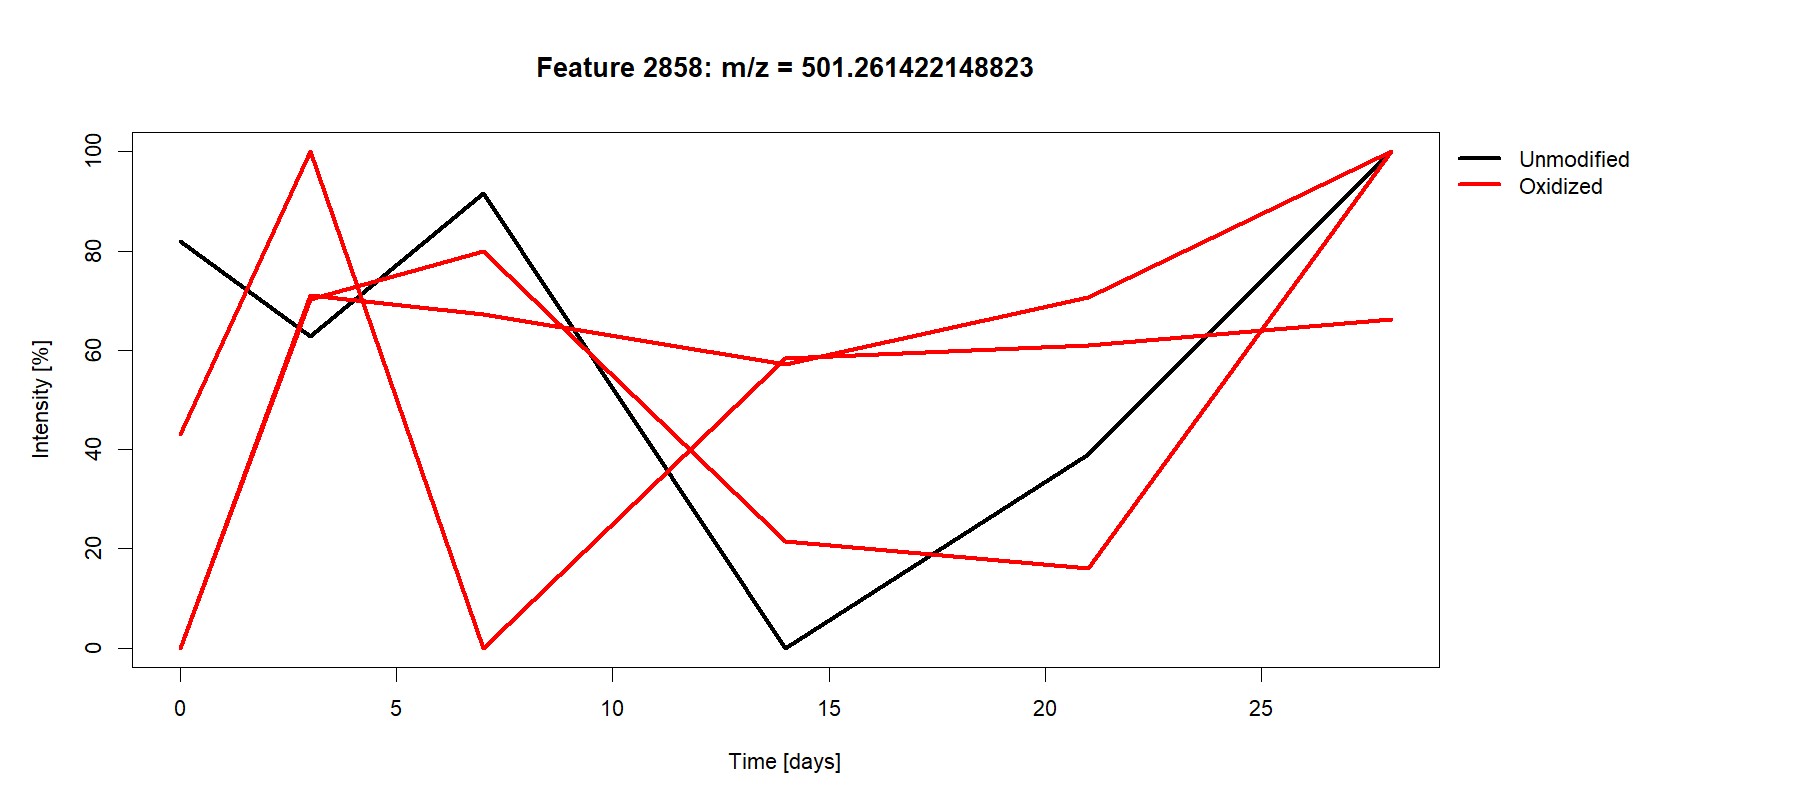 Feature 2858: m/z = 501.261422148823
Unmodified
Oxidized
Intensity [%]
100
80
60
40
20
0
0 5 10 15 20 25
Time [days]